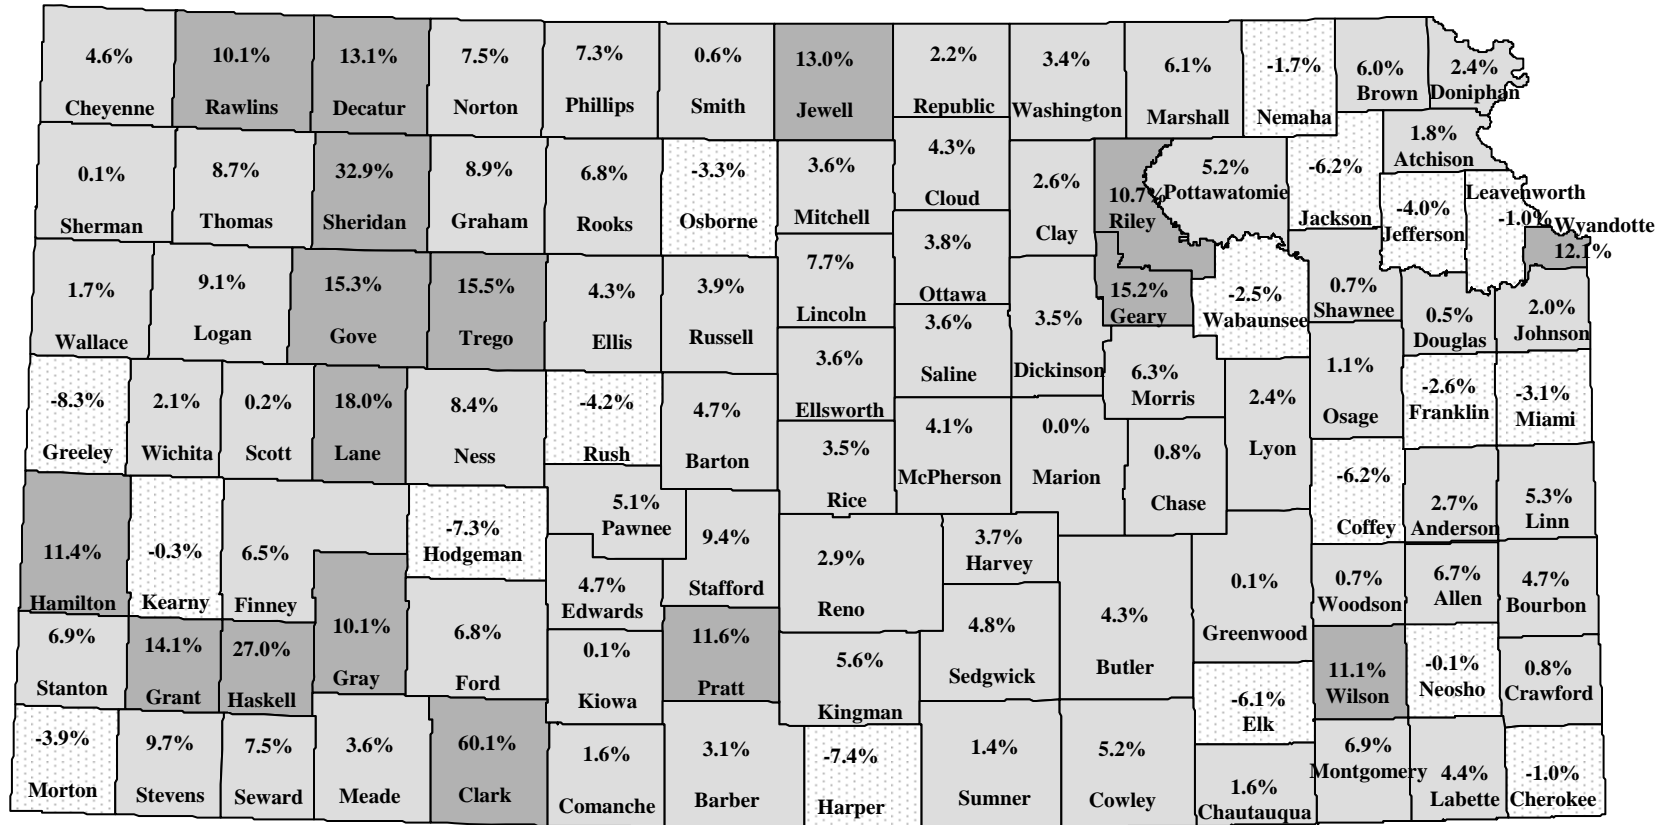 4.6%
Cheyenne
10.1%
Rawlins
13.1%
Decatur
7.5%
Norton
7.3%
Phillips
0.6%
Smith
13.0%
Jewell
2.2%
Republic
3.4%
Washington
6.1%
Marshall
-1.7%
Nemaha
6.0%
Brown
2.4%
Doniphan
1.8%
Atchison
0.1%
Sherman
8.7%
Thomas
32.9%
Sheridan
8.9%
Graham
6.8%
Rooks
-3.3%
Osborne
3.6%
Mitchell
4.3%
Cloud
2.6%
Clay
10.7%
Riley
5.2%
Pottawatomie
-6.2%
Jackson
-4.0%
Jefferson
Leavenworth
-1.0%
Wyandotte
12.1%
1.7%
Wallace
9.1%
Logan
15.3%
Gove
15.5%
Trego
4.3%
Ellis
3.9%
Russell
7.7%
Lincoln
3.8%
Ottawa
3.6%
Saline
3.5%
Dickinson
15.2%
Geary
-2.5%
Wabaunsee
0.7%
Shawnee
0.5%
Douglas
2.0%
Johnson
-8.3%
Greeley
2.1%
Wichita
0.2%
Scott
18.0%
Lane
8.4%
Ness
-4.2%
Rush
4.7%
Barton
3.6%
Ellsworth
3.5%
Rice
4.1%
McPherson
0.0%
Marion
6.3%
Morris
0.8%
Chase
2.4%
Lyon
1.1%
Osage
-2.6%
Franklin
-3.1%
Miami
-6.2%
Coffey
2.7%
Anderson
5.3%
Linn
11.4%
Hamilton
-0.3%
Kearny
6.5%
Finney
-7.3%
Hodgeman
5.1%
Pawnee
4.7%
Edwards
9.4%
Stafford
2.9%
Reno
3.7%
Harvey
4.3%
Butler
0.1%
Greenwood
0.7%
Woodson
6.7%
Allen
4.7%
Bourbon
6.9%
Stanton
14.1%
Grant
27.0%
Haskell
10.1%
Gray
6.8%
Ford
0.1%
Kiowa
11.6%
Pratt
5.6%
Kingman
4.8%
Sedgwick
-6.1%
Elk
11.1%
Wilson
-0.1%
Neosho
0.8%
Crawford
-3.9%
Morton
9.7%
Stevens
7.5%
Seward
3.6%
Meade
60.1%
Clark
1.6%
Comanche
3.1%
Barber
-7.4%
Harper
1.4%
Sumner
5.2%
Cowley
1.6%
Chautauqua
6.9%
Montgomery
4.4%
Labette
-1.0%
Cherokee